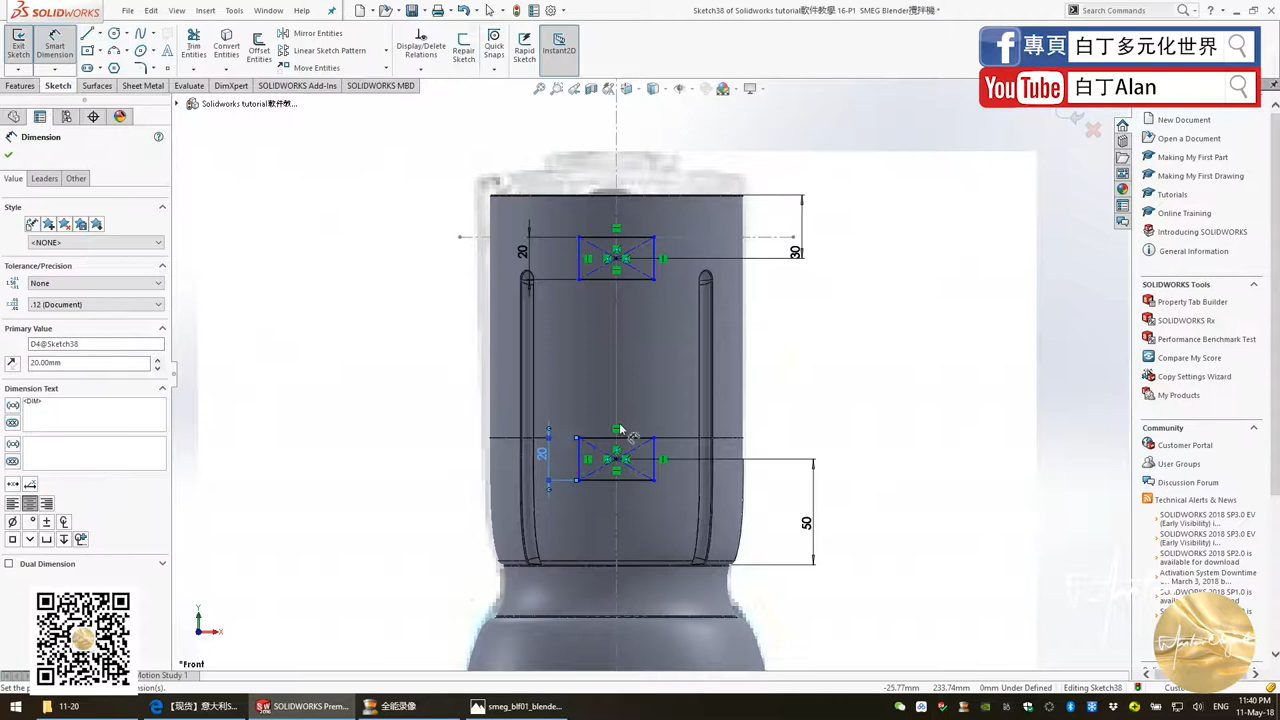 SOLIDWORKS
File Edit View Insert Tools Window Help
Sketch38 of Solidworks tutorial軟件教學 16-P1 SMEG Blender攪拌桶 *
Search Commands
Exit Sketch
Smart Dimension
Trim Entities
Convert Entities
Offset Entities
Mirror Entities
Linear Sketch Pattern
Move Entities
Display/Delete Relations
Repair Sketch
Quick Snaps
Rapid Sketch
Instant2D
專頁 白丁多元化世界
YouTube 白丁Alan
Features Sketch Surfaces Sheet Metal Evaluate DimXpert SOLIDWORKS Add-Ins SOLIDWORKS MBD
Solidworks tutorial軟件教...
Dimension
Value Leaders Other
Style
<NONE>
Tolerance/Precision
None
.12 (Document)
Primary Value
D4@Sketch38
20.00mm
Dimension Text
<DIM>
Dual Dimension
20
30
20
50
Y
X
*Front
New Document
Open a Document
Making My First Part
Making My First Drawing
Tutorials
Online Training
Introducing SOLIDWORKS
General Information
SOLIDWORKS Tools
Property Tab Builder
SOLIDWORKS Rx
Performance Benchmark Test
Compare My Score
Copy Settings Wizard
My Products
Community
Customer Portal
User Groups
Discussion Forum
Technical Alerts & News
SOLIDWORKS 2018 SP3.0 EV (Early Visibility) i...
SOLIDWORKS 2018 SP3.0 EV (Early Visibility) i...
SOLIDWORKS 2018 SP2.0 is available for download
Activation System Downtime
March 3, 2018 b...
Motion Study 1
-25.77mm 233.74mm 0mm Under Defined Editing Sketch38
11-20
【现货】意大利S...
SOLIDWORKS Prem...
全能录像
smeg_blf01_blende...
ENG
11:40 PM
11-May-18